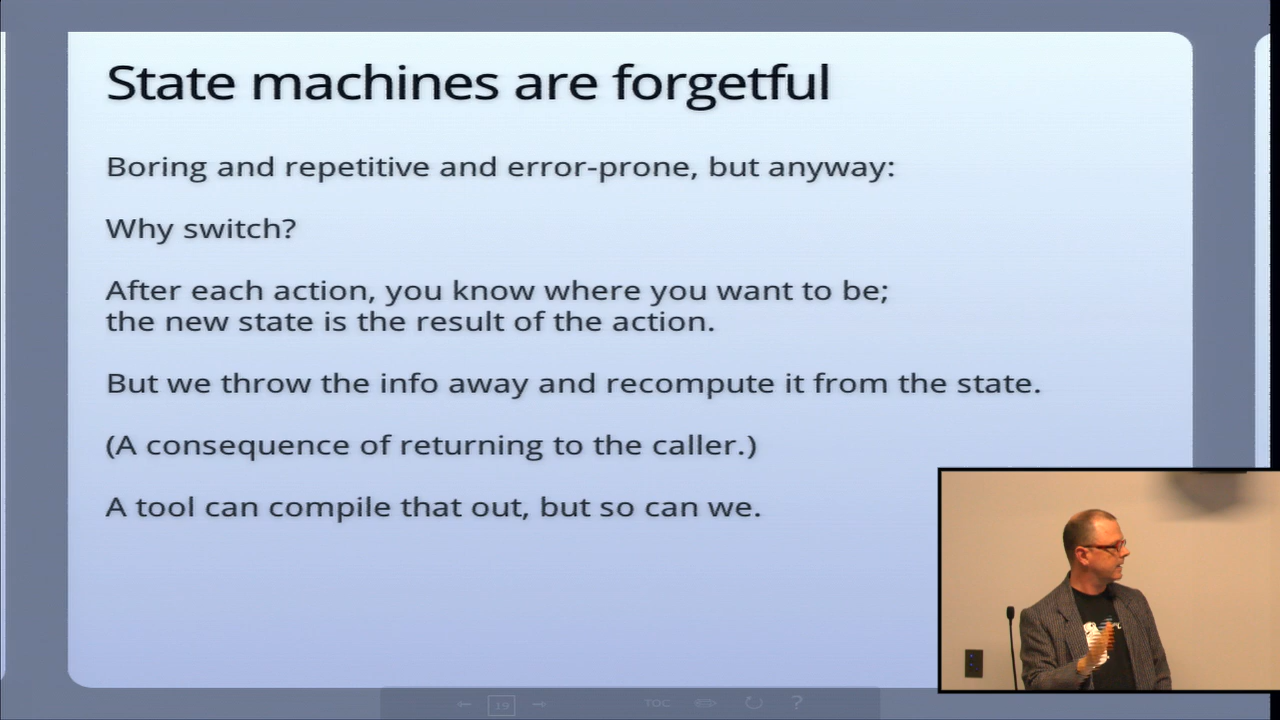 State machines are forgetful
Boring and repetitive and error-prone, but anyway:
Why switch?
After each action, you know where you want to be;
the new state is the result of the action.
But we throw the info away and recompute it from the state.
(A consequence of returning to the caller.)
A tool can compile that out, but so can we.
19
TOC
?